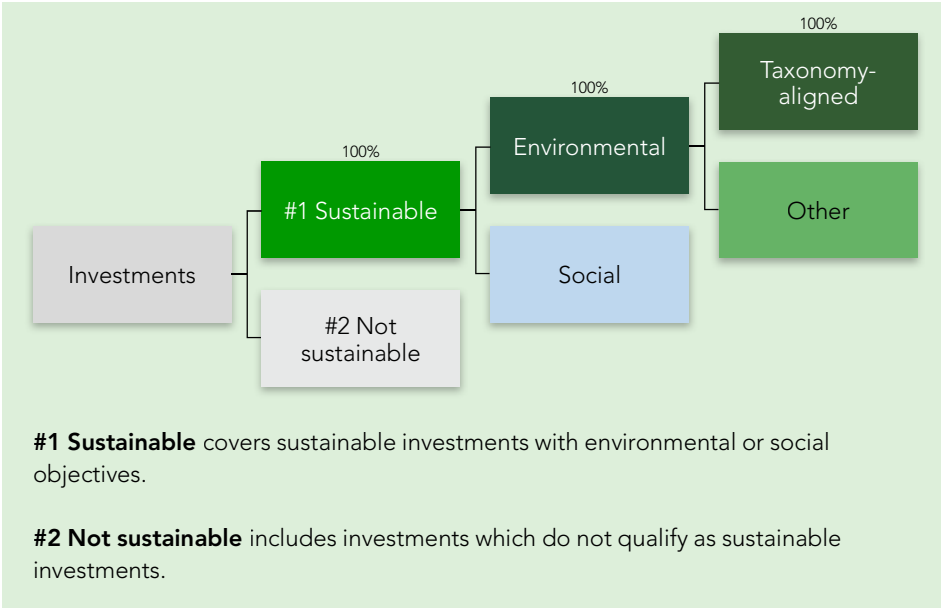 100%
Taxonomy-
aligned
100%
Environmental
100%
#1 Sustainable
Other
Investments
Social
#2 Not
sustainable
#1 Sustainable covers sustainable investments with environmental or social
objectives.
#2 Not sustainable includes investments which do not qualify as sustainable
investments.